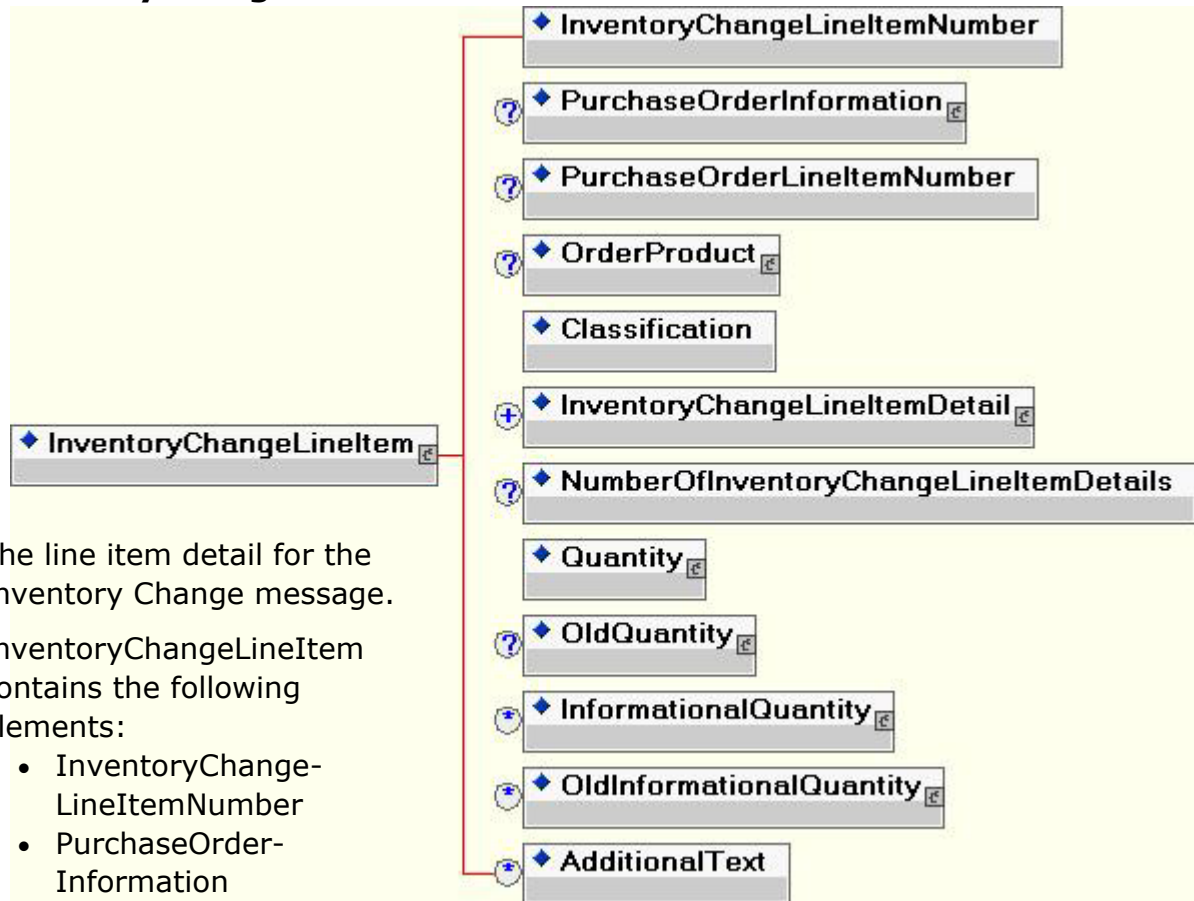 InventoryChangeLineItemNumber
PurchaseOrderInformation
PurchaseOrderLineItemNumber
OrderProduct
Classification
InventoryChangeLineItemDetail
InventoryChangeLineItem
NumberOfInventoryChangeLineItemDetails
Quantity
OldQuantity
InformationalQuantity
OldInformationalQuantity
AdditionalText
he line item detail for the
nventory Change message.
nventoryChangeLineItem
ontains the following
lements:
• InventoryChange-
LineItemNumber
• PurchaseOrder-
Information